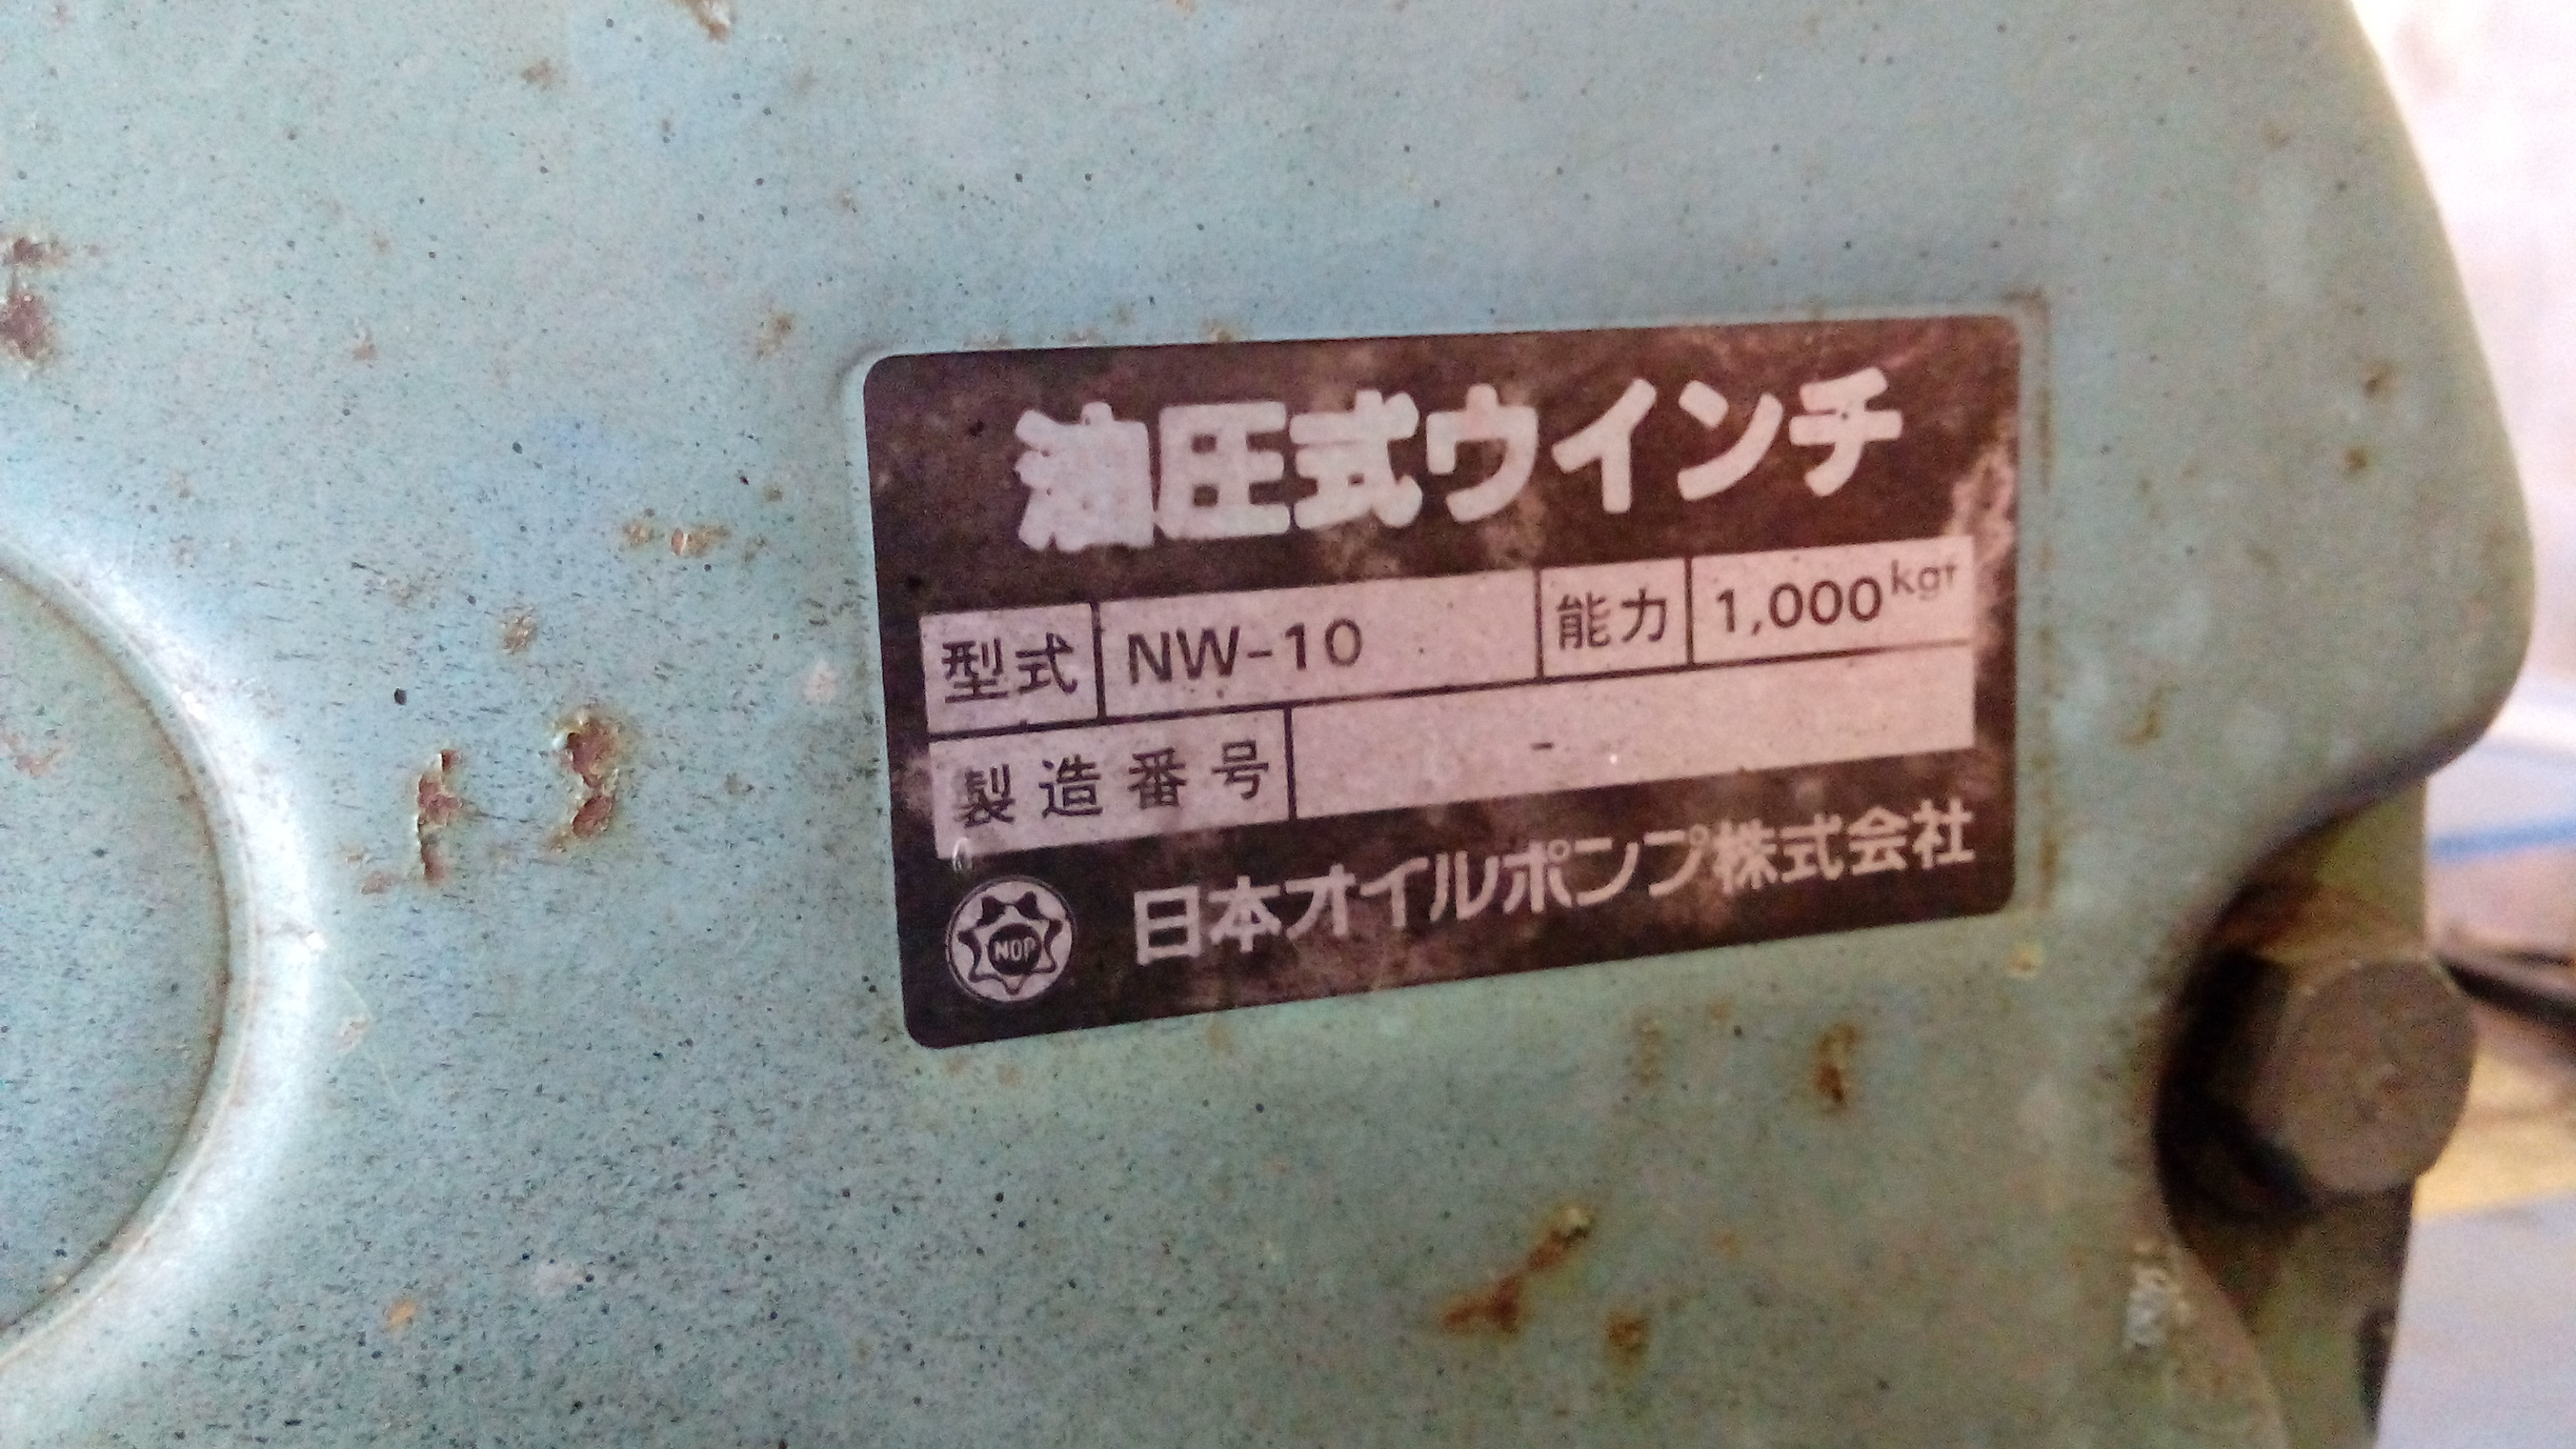 油圧式ウインチ
型式 NW-10 能力 1,000kgf
製造番号 -
NOP 日本オイルポンプ株式会社